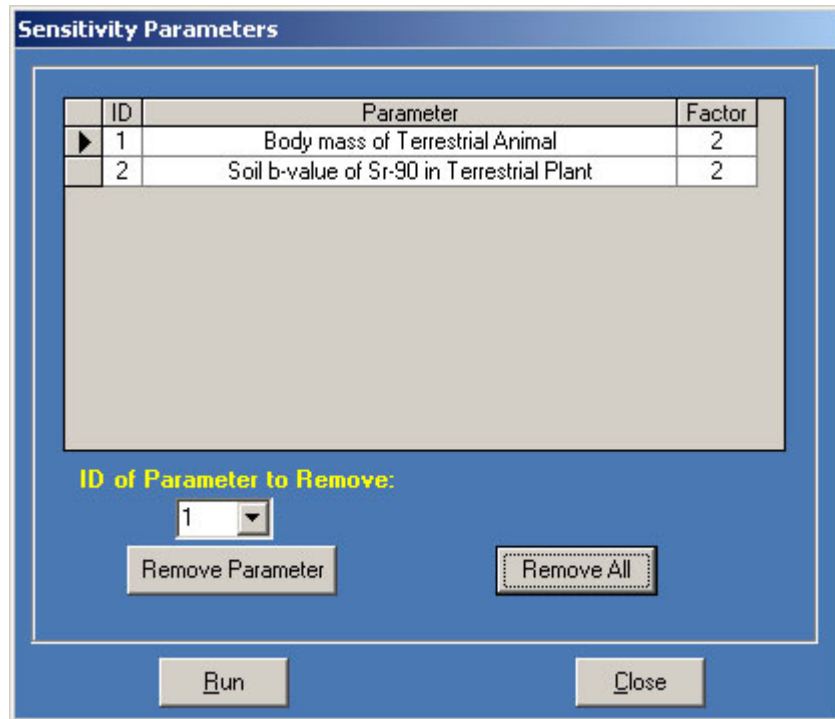 Sensitivity Parameters
ID Parameter Factor
1 Body mass of Terrestrial Animal 2
2 Soil b-value of Sr-90 in Terrestrial Plant 2
ID of Parameter to Remove:
1
Remove Parameter Remove All
Run Close